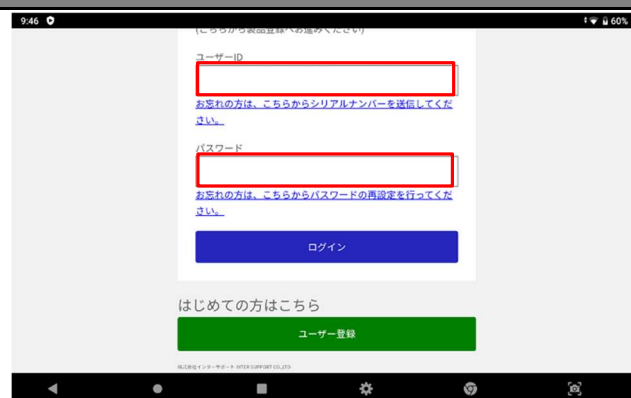 9:46
60%
(こちらから製品登録へお進みください)
ユーザーID
お忘れの方は、こちらからシリアルナンバーを送信してくだ
さい。
パスワード
お忘れの方は、こちらからパスワードの再設定を行ってくだ
さい。
ログイン
はじめての方はこちら
ユーザー登録
株式会社インターサポート INTER SUPPORT CO.,LTD.